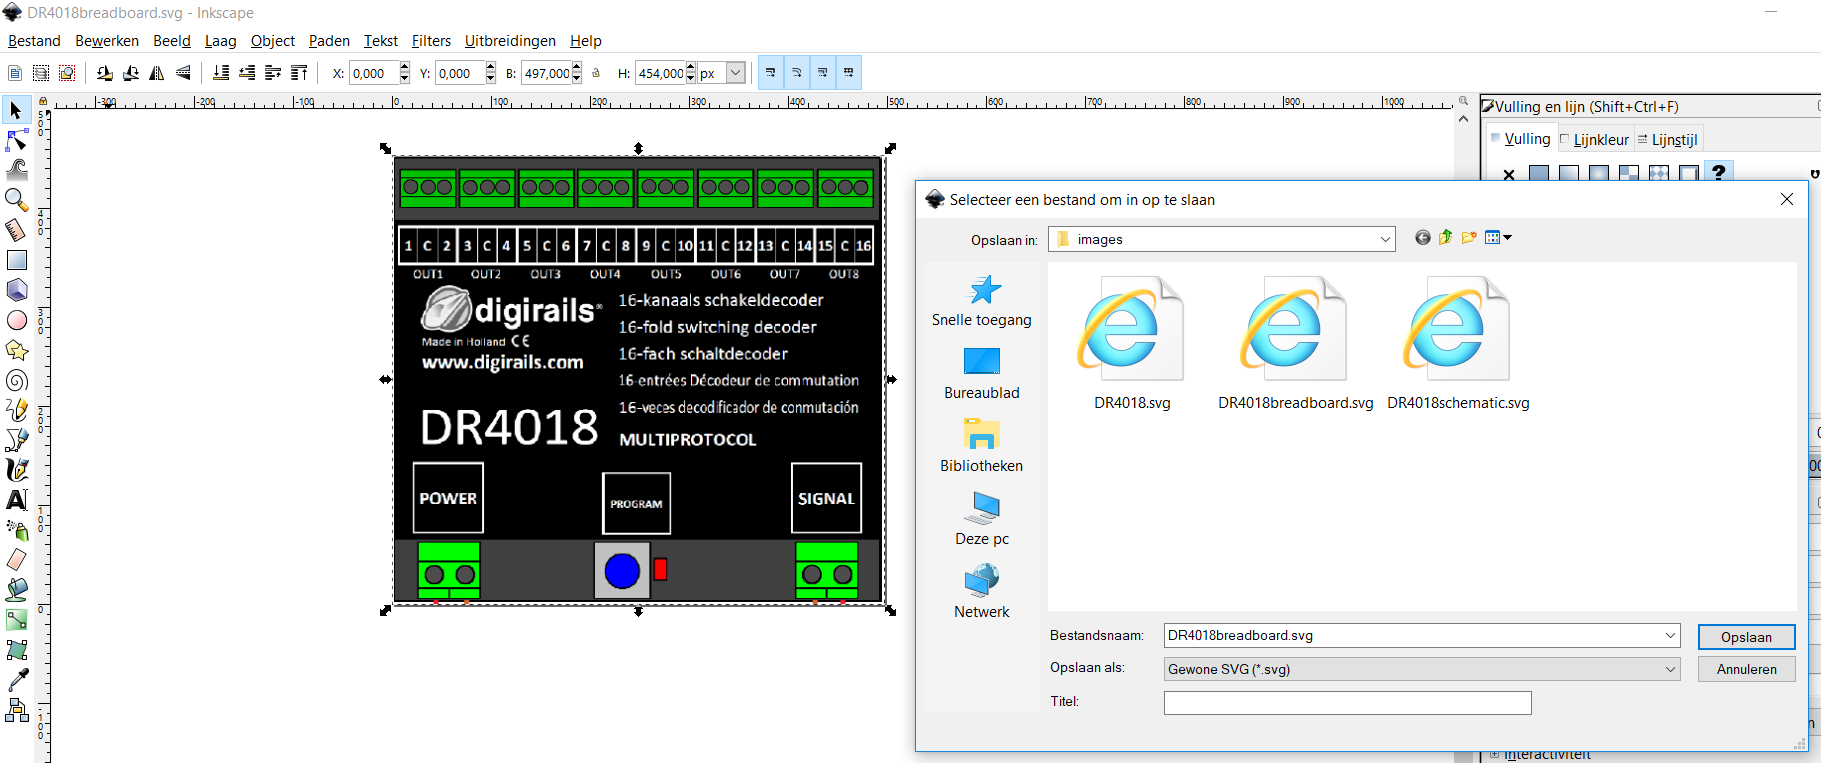 DR4018breadboard.svg - Inkscape
Bestand Bewerken Beeld Laag Object Paden Tekst Filters Uitbreidingen Help
X: 0,000 Y: 0,000 B: 497,000 H: 454,000 px
-300 -200 -100 0 100 200 300 400 500 600 700 800 900 1000
Vulling en lijn (Shift+Ctrl+F)
Vulling Lijnkleur Lijnstijl
?
1 C 2 3 C 4 5 C 6 7 C 8 9 C 10 11 C 12 13 C 14 15 C 16
OUT1 OUT2 OUT3 OUT4 OUT5 OUT6 OUT7 OUT8
digirails®
Made in Holland CE
www.digirails.com
16-kanaals schakeldecoder
16-fold switching decoder
16-fach schaltdecoder
16-entrées Décodeur de commutation
16-veces decodificador de conmutación
DR4018
MULTIPROTOCOL
POWER
PROGRAM
SIGNAL
Selecteer een bestand om in op te slaan
Opslaan in: images
Snelle toegang
Bureaublad
Bibliotheken
Deze pc
Netwerk
DR4018.svg DR4018breadboard.svg DR4018schematic.svg
Bestandsnaam: DR4018breadboard.svg Opslaan
Opslaan als: Gewone SVG (*.svg) Annuleren
Titel:
Interactiviteit